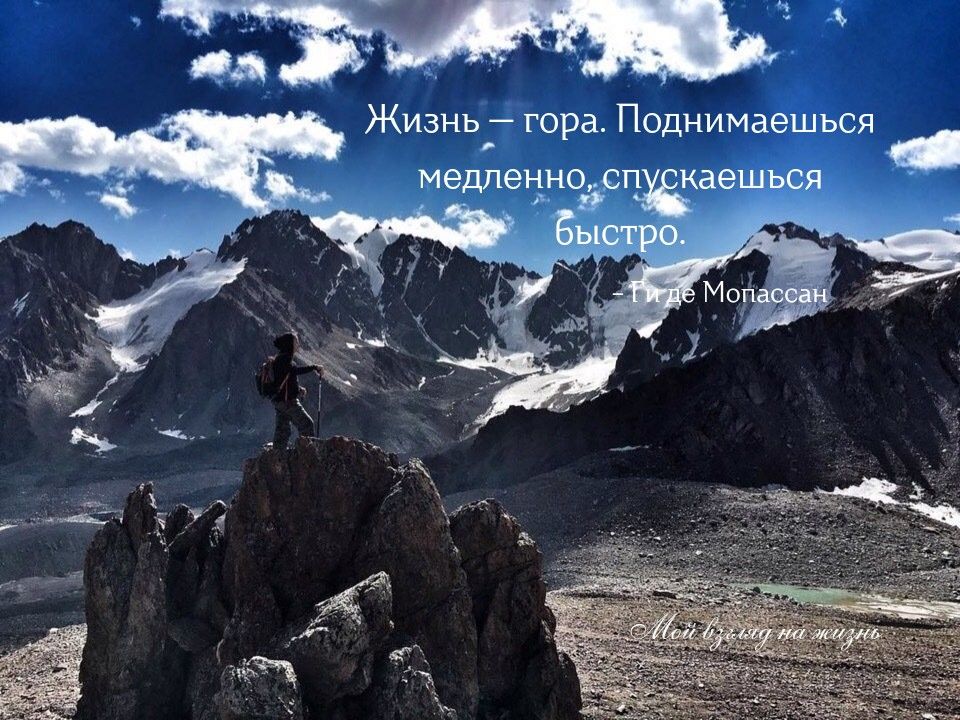 Жизнь — гора. Поднимаешься
медленно, спускаешься
быстро.
- Ги де Мопассан
Мой взгляд на жизнь